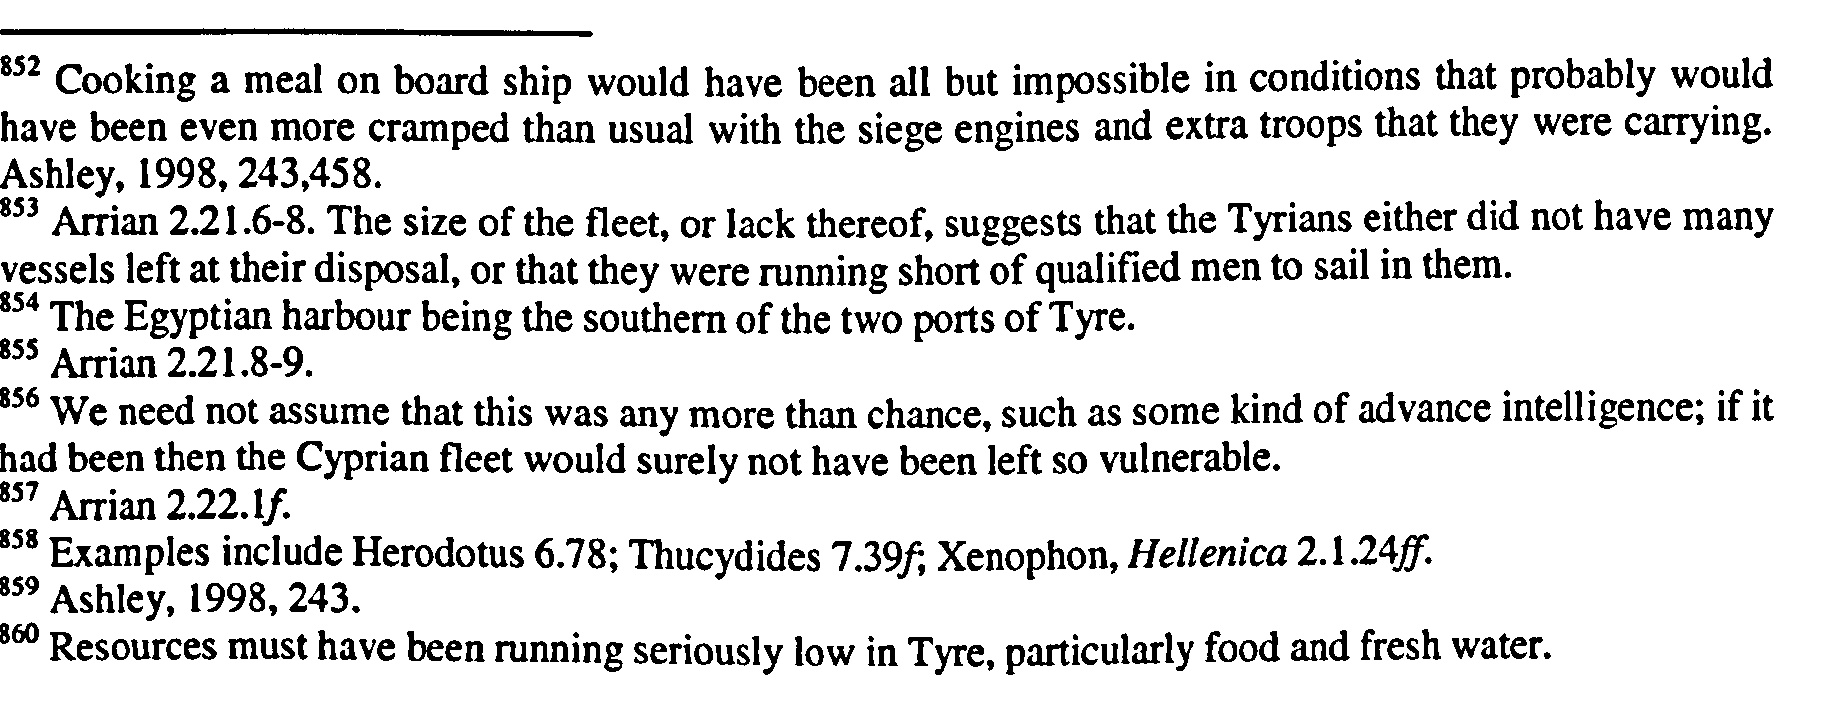 852 Cooking a meal on board ship would have been all but impossible in conditions that probably would
have been even more cramped than usual with the siege engines and extra troops that they were carrying.
Ashley, 1998, 243,458.
853 Arrian 2.21.6-8. The size of the fleet, or lack thereof, suggests that the Tyrians either did not have many
vessels left at their disposal, or that they were running short of qualified men to sail in them.
854 The Egyptian harbour being the southern of the two ports of Tyre.
855 Arrian 2.21.8-9.
856 We need not assume that this was any more than chance, such as some kind of advance intelligence; if it
had been then the Cyprian fleet would surely not have been left so vulnerable.
857 Arrian 2.22.1f.
858 Examples include Herodotus 6.78; Thucydides 7.39f; Xenophon, Hellenica 2.1.24ff.
859 Ashley, 1998, 243.
860 Resources must have been running seriously low in Tyre, particularly food and fresh water.